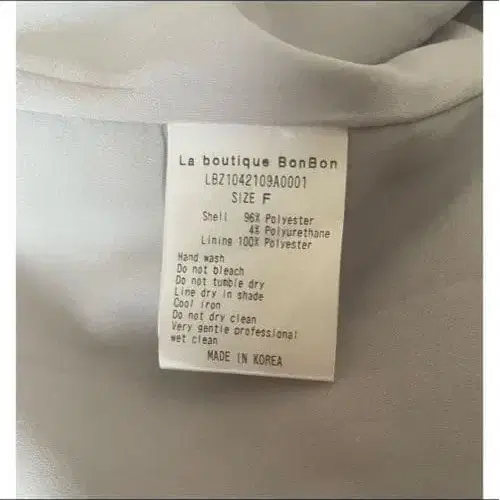 La boutique BonBon
LBZ1042109A0001
SIZE F
Shell 96% Polyester
4% Polyurethane
Lining 100% Polyester
Hand wash
Do not bleach
Do not tumble dry
Line dry in shade
Cool iron
Do not dry clean
Very gentle professional
wet clean
MADE IN KOREA